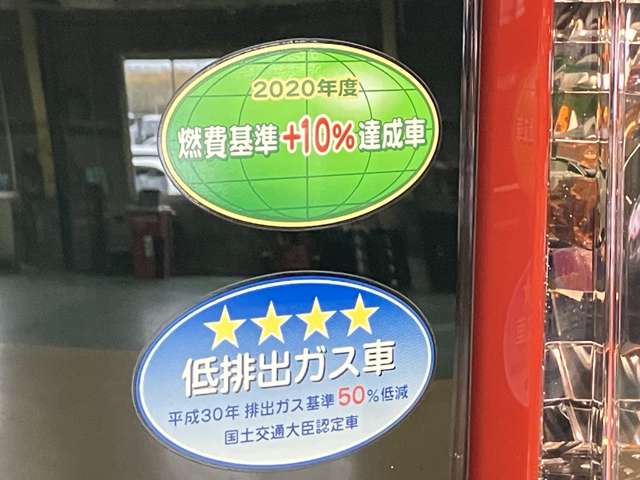 2020年度
燃費基準+10%達成車
低排出ガス車
平成30年 排出ガス基準50%低減
国土交通大臣認定車